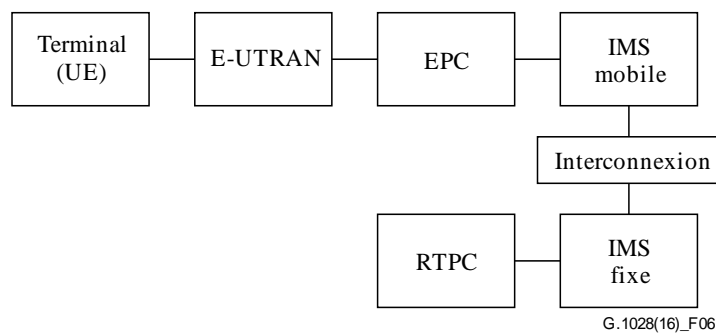 Terminal
(UE)
E-UTRAN
EPC
IMS
mobile
Interconnexion
RTPC
IMS
fixe
G.1028(16)_F06